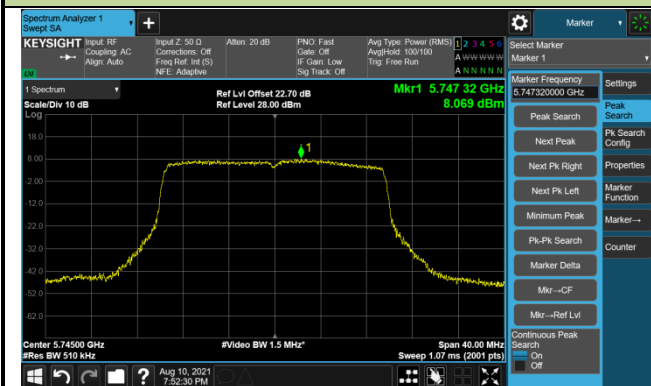 Spectrum Analyzer 1
Swept SA
+
Marker
KEYSIGHT
Input: RF
Coupling: AC
Align: Auto
Input Z: 50 Ω
Corrections: Off
Freq Ref: Int (S)
NFE: Adaptive
Atten: 20 dB
PNO: Fast
Gate: Off
IF Gain: Low
Sig Track: Off
Avg Type: Power (RMS)
Avg|Hold: 100/100
Trig: Free Run
1 2 3 4 5 6
A W W W W W
A N N N N N
Select Marker
Marker 1
1 Spectrum
Scale/Div 10 dB
Log
Ref Lvl Offset 22.70 dB
Ref Level 28.00 dBm
Mkr1 5.747 32 GHz
8.069 dBm
18.0
8.00
-2.00
-12.0
-22.0
-32.0
-42.0
-52.0
-62.0
1
Center 5.74500 GHz
#Res BW 510 kHz
#Video BW 1.5 MHz*
Span 40.00 MHz
Sweep 1.07 ms (2001 pts)
Marker Frequency
5.747320000 GHz
Peak Search
Next Peak
Next Pk Right
Next Pk Left
Minimum Peak
Pk-Pk Search
Marker Delta
Mkr→CF
Mkr→Ref Lvl
Continuous Peak
Search
On
Off
Settings
Peak
Search
Pk Search
Config
Properties
Marker
Function
Marker→
Counter
?
Aug 10, 2021
7:52:30 PM